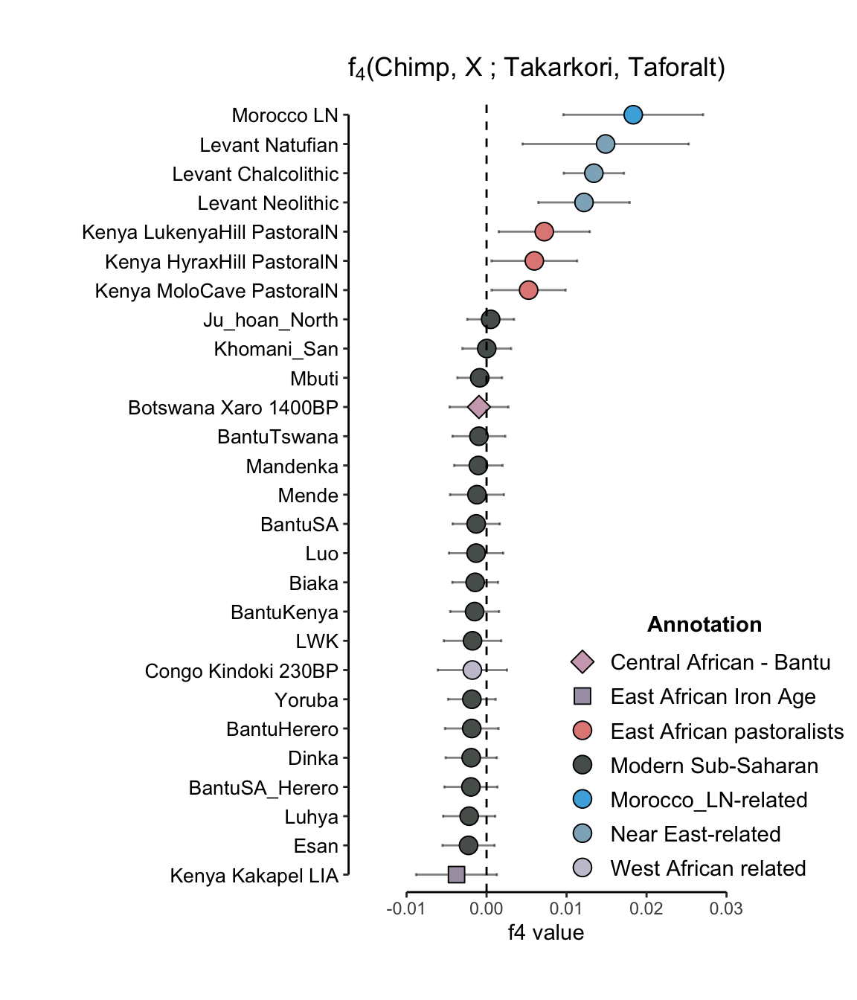 f4(Chimp, X ; Takarkori, Taforalt)
Morocco LN
Levant Natufian
Levant Chalcolithic
Levant Neolithic
Kenya LukenyaHill PastoralN
Kenya HyraxHill PastoralN
Kenya MoloCave PastoralN
Ju_hoan_North
Khomani_San
Mbuti
Botswana Xaro 1400BP
BantuTswana
Mandenka
Mende
BantuSA
Luo
Biaka
BantuKenya
LWK
Congo Kindoki 230BP
Yoruba
BantuHerero
Dinka
BantuSA_Herero
Luhya
Esan
Kenya Kakapel LIA
Annotation
Central African - Bantu
East African Iron Age
East African pastoralists
Modern Sub-Saharan
Morocco_LN-related
Near East-related
West African related
-0.01 0.00 0.01 0.02 0.03
f4 value